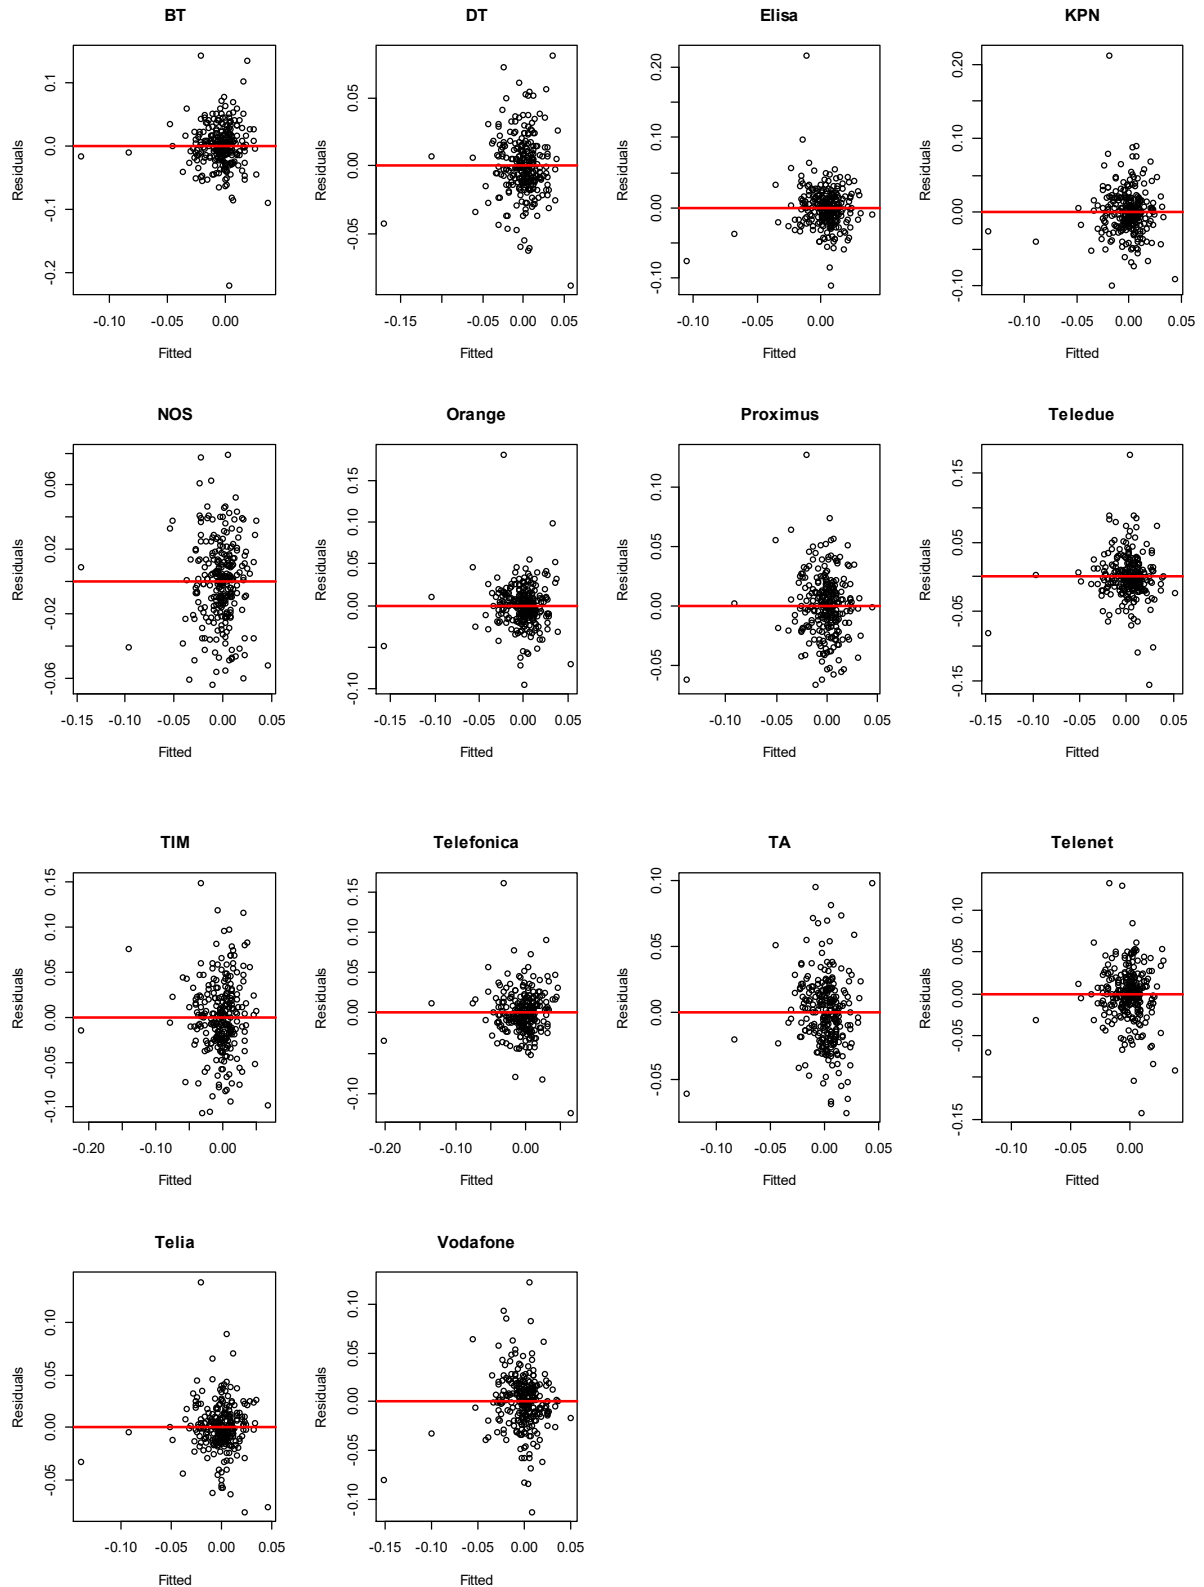 BT
Residuals
0.1
0.0
-0.1
-0.2
-0.10 0.00
Fitted
DT
Residuals
0.05
0.00
-0.05
-0.15 -0.05 0.00 0.05
Fitted
Elisa
Residuals
0.20
0.10
0.00
-0.10
-0.10 -0.05 0.00
Fitted
KPN
Residuals
0.20
0.10
0.00
-0.10
-0.10 -0.05 0.00 0.05
Fitted
NOS
Residuals
0.06
0.02
-0.02
-0.06
-0.15 -0.10 -0.05 0.00 0.05
Fitted
Orange
Residuals
0.15
0.10
0.05
0.00
-0.10
-0.15 -0.05 0.00 0.05
Fitted
Proximus
Residuals
0.10
0.05
0.00
-0.05
-0.10 -0.05 0.00 0.05
Fitted
Teledue
Residuals
0.15
0.05
-0.05
-0.15
-0.15 -0.10 -0.05 0.00 0.05
Fitted
TIM
Residuals
0.15
0.10
0.05
0.00
-0.05
-0.10
-0.20 -0.10 0.00
Fitted
Telefonica
Residuals
0.15
0.10
0.05
0.00
-0.10
-0.20 -0.10 0.00
Fitted
TA
Residuals
0.10
0.05
0.00
-0.05
-0.10 -0.05 0.00 0.05
Fitted
Telenet
Residuals
0.10
0.05
0.00
-0.05
-0.15
-0.10 -0.05 0.00
Fitted
Telia
Residuals
0.10
0.05
0.00
-0.05
-0.10 -0.05 0.00 0.05
Fitted
Vodafone
Residuals
0.10
0.05
0.00
-0.05
-0.10
-0.15 -0.10 -0.05 0.00 0.05
Fitted